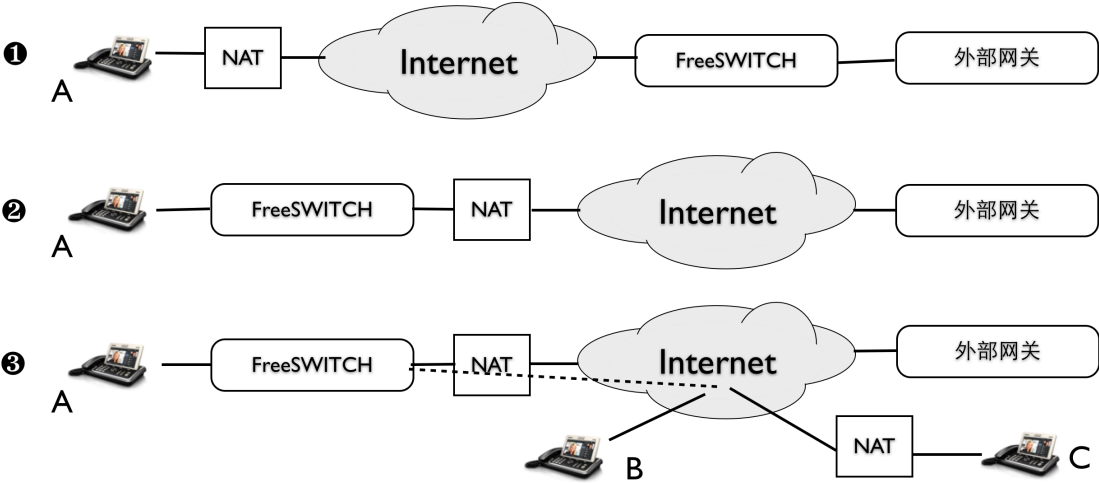 ❶ A NAT Internet FreeSWITCH 外部网关
❷ A FreeSWITCH NAT Internet 外部网关
❸ A FreeSWITCH NAT Internet 外部网关
B NAT C